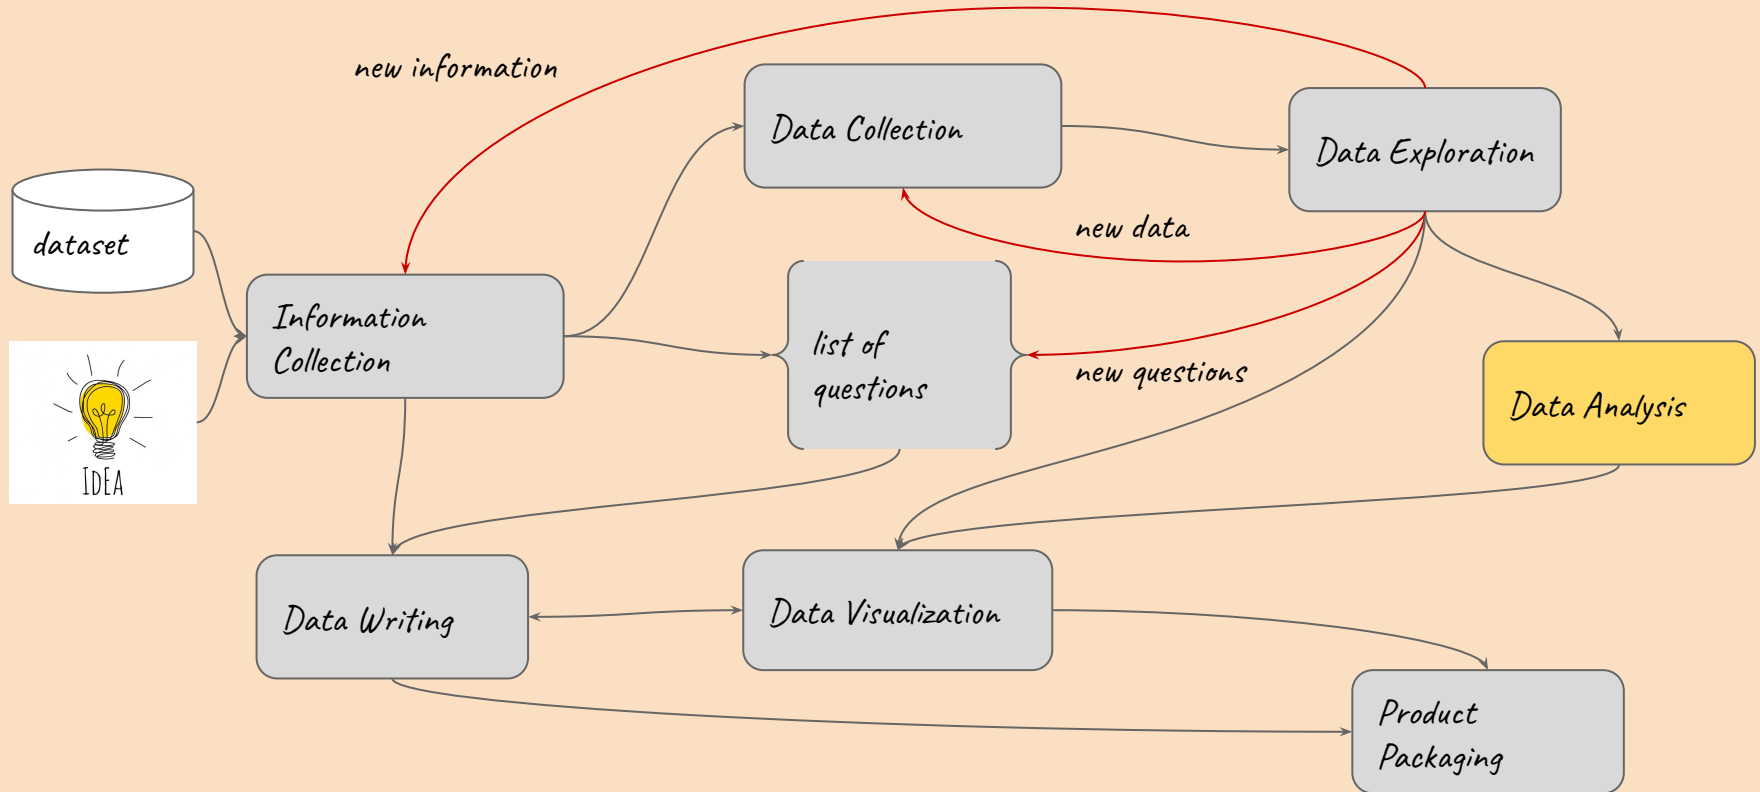 new information
Data Collection
Data Exploration
dataset
new data
Information
Collection
list of
questions
new questions
Data Analysis
IdEA
Data Writing
Data Visualization
Product
Packaging